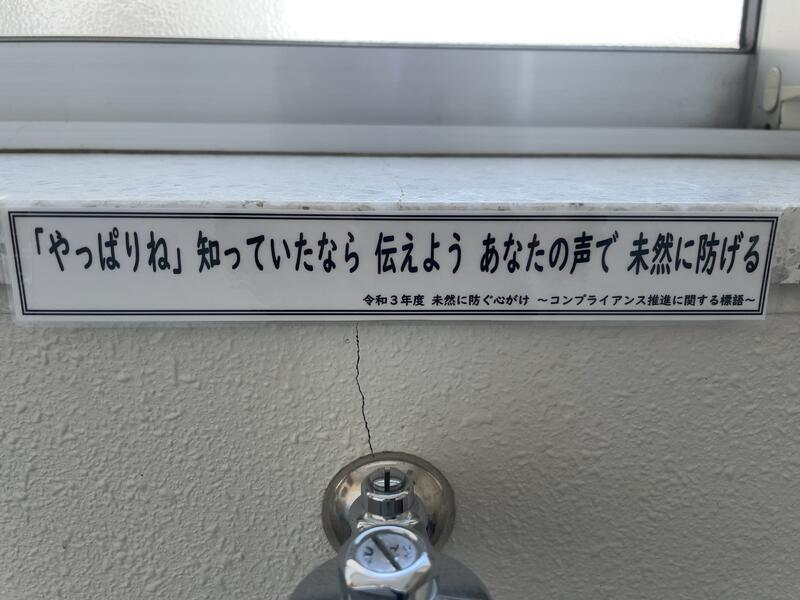 「やっぱりね」知っていたなら 伝えよう あなたの声で 未然に防げる
令和３年度 未然に防ぐ心がけ ～コンプライアンス推進に関する標語～